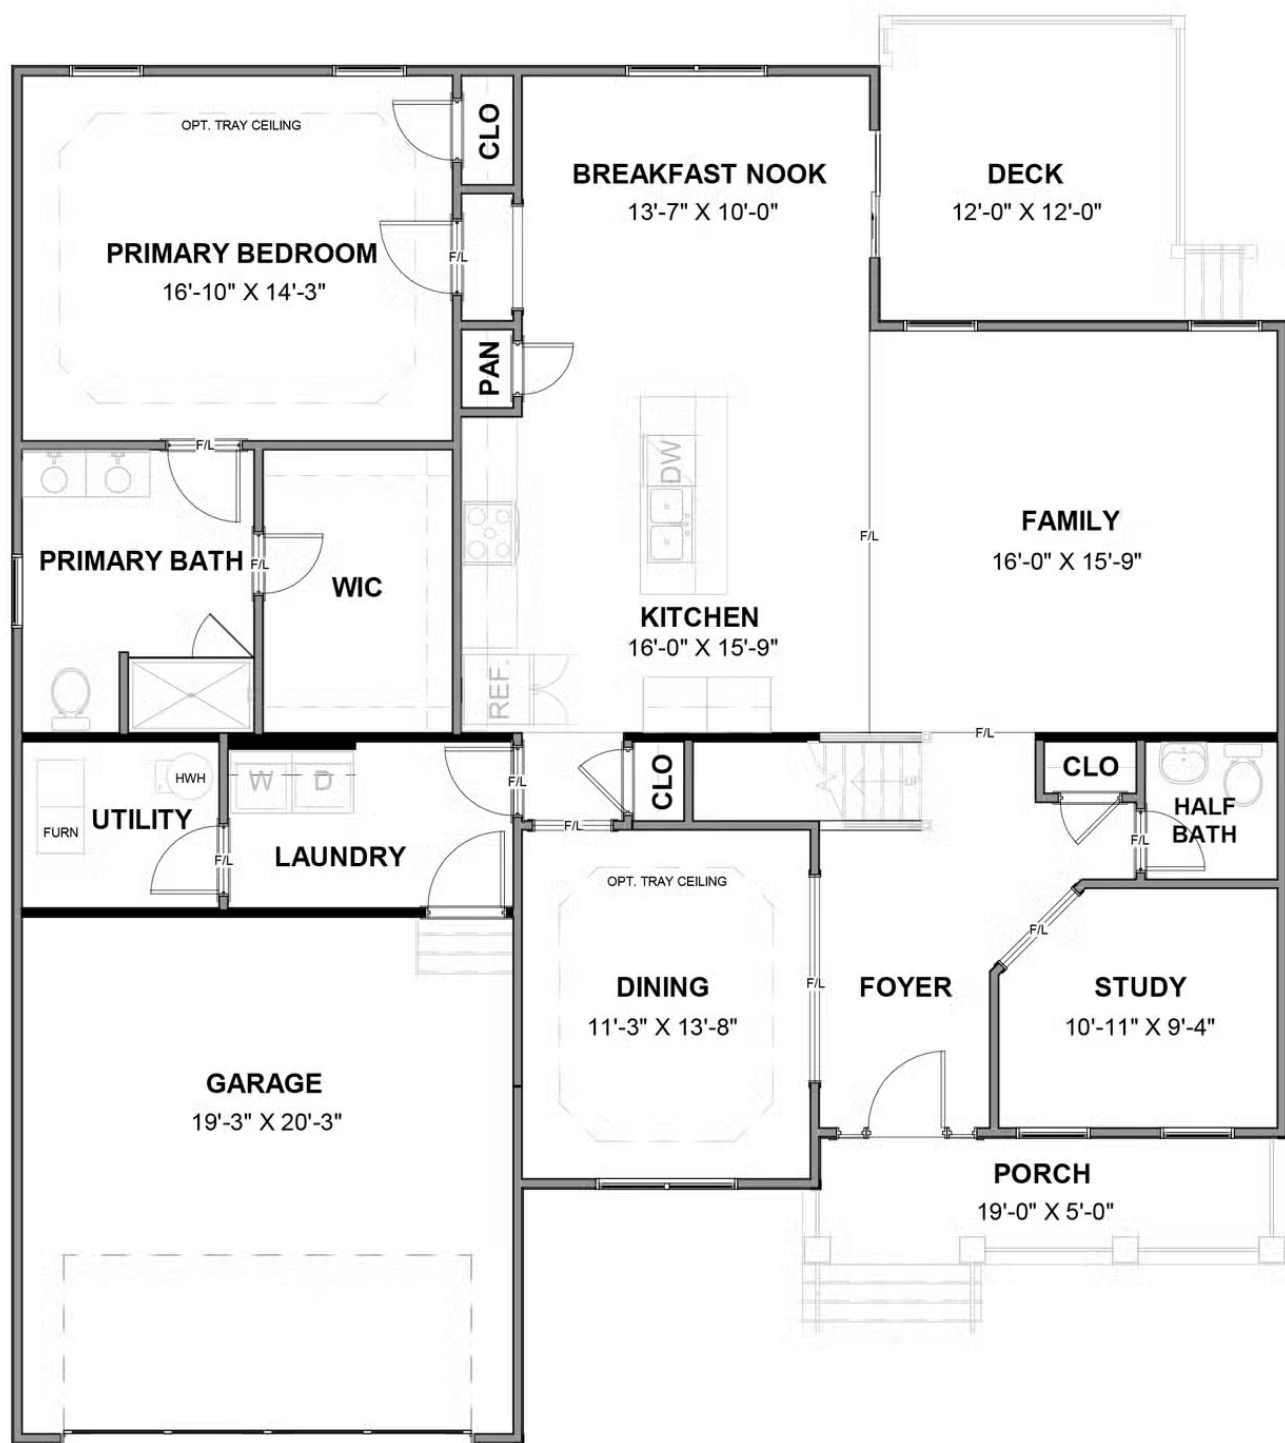 OPT. TRAY CEILING
CLO
BREAKFAST NOOK
13'-7" X 10'-0"
DECK
12'-0" X 12'-0"
PRIMARY BEDROOM
16'-10" X 14'-3"
F/L
PAN
F/L
DW
FAMILY
16'-0" X 15'-9"
F/L
PRIMARY BATH
F/L
WIC
KITCHEN
16'-0" X 15'-9"
REF.
F/L
HWH
W
D
F/L
CLO
CLO
HALF
BATH
FURN
UTILITY
F/L
LAUNDRY
F/L
F/L
OPT. TRAY CEILING
F/L
DINING
11'-3" X 13'-8"
F/L
FOYER
STUDY
10'-11" X 9'-4"
GARAGE
19'-3" X 20'-3"
PORCH
19'-0" X 5'-0"